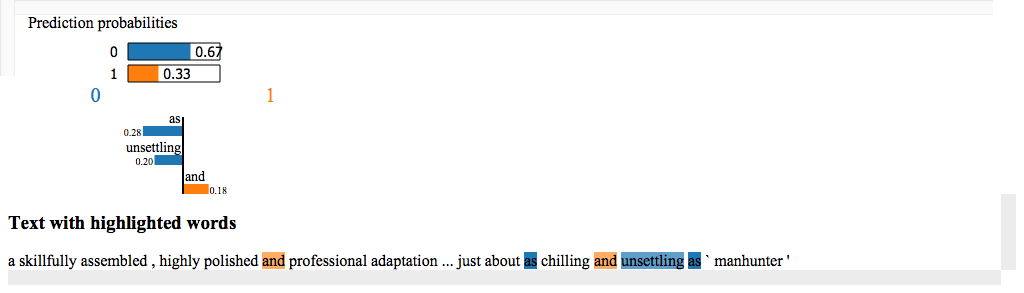 Prediction probabilities
0 0.67
1 0.33
0 1
as
0.28
unsettling
0.20
and
0.18
Text with highlighted words
a skillfully assembled , highly polished and professional adaptation ... just about as chilling and unsettling as ` manhunter '